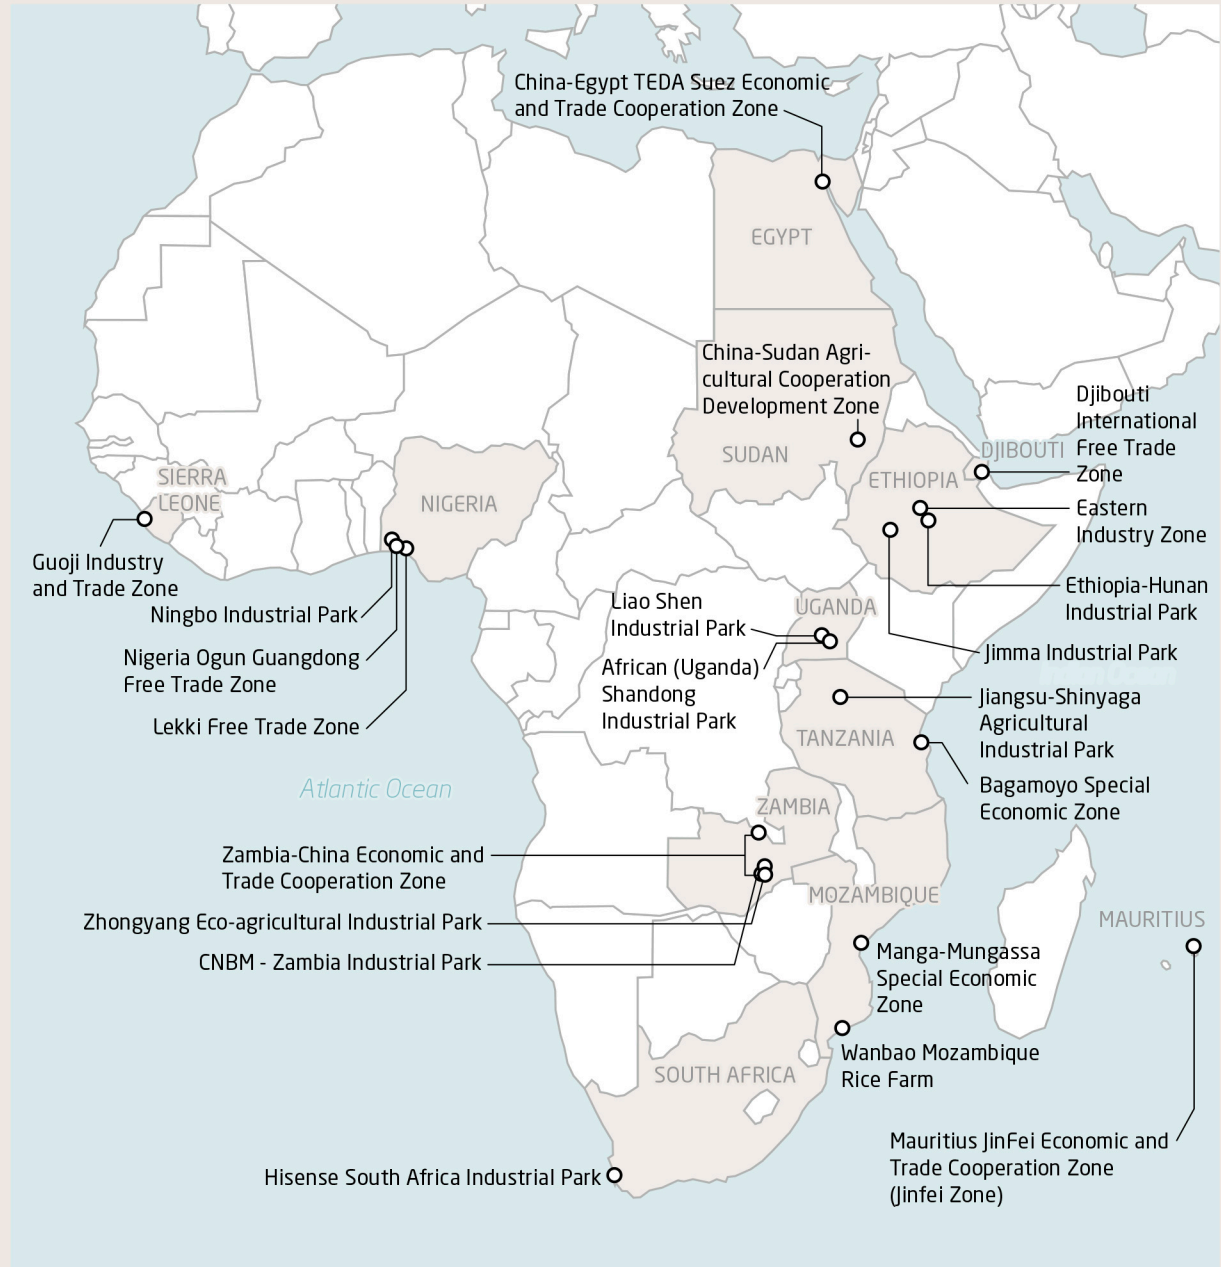 China-Egypt TEDA Suez Economic
and Trade Cooperation Zone
EGYPT
China-Sudan Agri-
cultural Cooperation
Development Zone
SUDAN
Djibouti
International
Free Trade
Zone
DJIBOUTI
ETHIOPIA
Eastern
Industry Zone
Ethiopia-Hunan
Industrial Park
Jimma Industrial Park
SIERRA
LEONE
NIGERIA
Guoji Industry
and Trade Zone
Ningbo Industrial Park
Nigeria Ogun Guangdong
Free Trade Zone
Lekki Free Trade Zone
Liao Shen
Industrial Park
UGANDA
African (Uganda)
Shandong
Industrial Park
Indian Ocean
Jiangsu-Shinyaga
Agricultural
Industrial Park
TANZANIA
Bagamoyo Special
Economic Zone
Atlantic Ocean
ZAMBIA
Zambia-China Economic and
Trade Cooperation Zone
Zhongyang Eco-agricultural Industrial Park
CNBM - Zambia Industrial Park
MOZAMBIQUE
MAURITIUS
Manga-Mungassa
Special Economic
Zone
Wanbao Mozambique
Rice Farm
SOUTH AFRICA
Mauritius JinFei Economic and
Trade Cooperation Zone
(Jinfei Zone)
Hisense South Africa Industrial Park